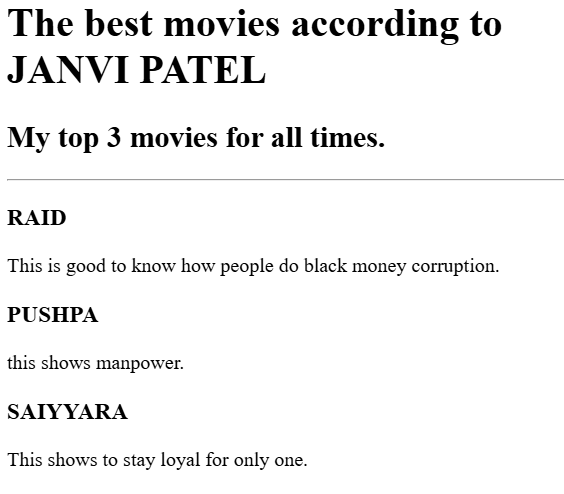 The best movies according to
JANVI PATEL
My top 3 movies for all times.
RAID
This is good to know how people do black money corruption.
PUSHPA
this shows manpower.
SAIYYARA
This shows to stay loyal for only one.